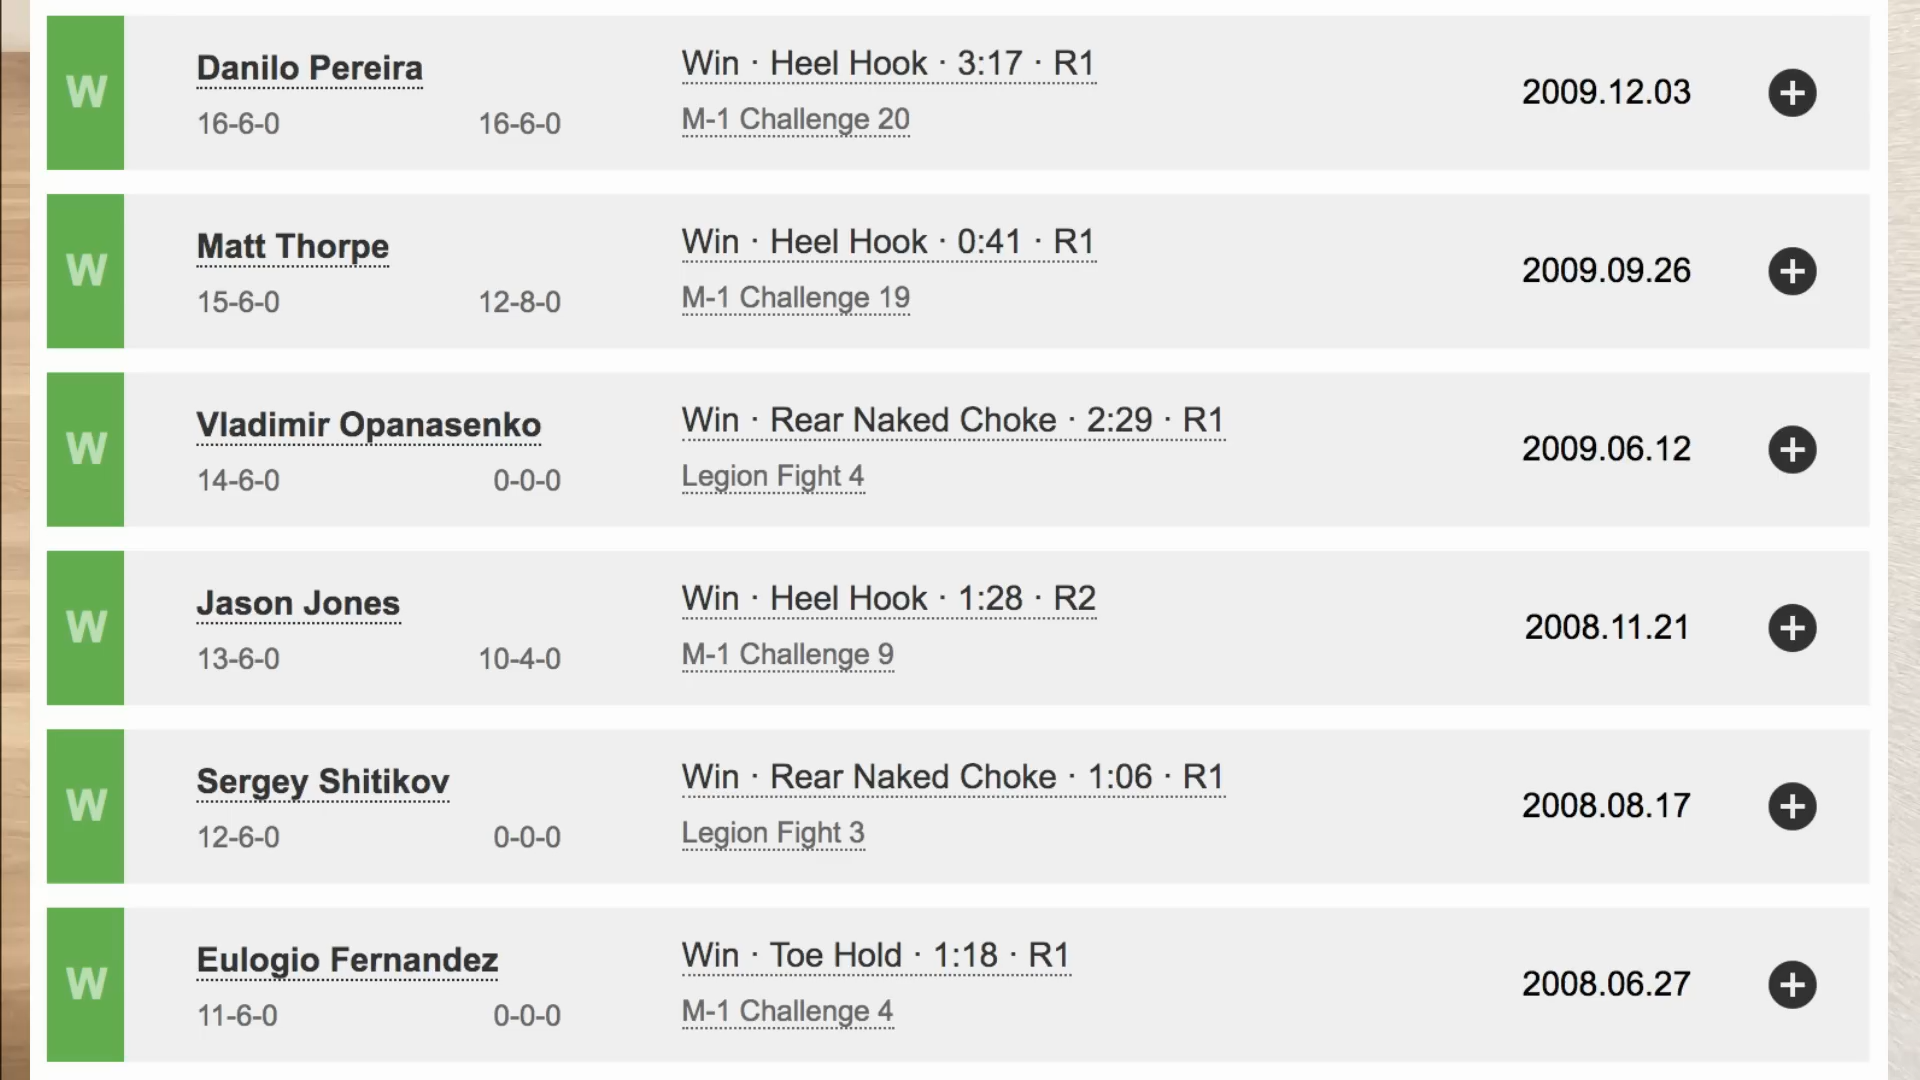 W
Danilo Pereira
Win · Heel Hook · 3:17 · R1
16-6-0 16-6-0
M-1 Challenge 20
2009.12.03
W
Matt Thorpe
Win · Heel Hook · 0:41 · R1
15-6-0 12-8-0
M-1 Challenge 19
2009.09.26
W
Vladimir Opanasenko
Win · Rear Naked Choke · 2:29 · R1
14-6-0 0-0-0
Legion Fight 4
2009.06.12
W
Jason Jones
Win · Heel Hook · 1:28 · R2
13-6-0 10-4-0
M-1 Challenge 9
2008.11.21
W
Sergey Shitikov
Win · Rear Naked Choke · 1:06 · R1
12-6-0 0-0-0
Legion Fight 3
2008.08.17
W
Eulogio Fernandez
Win · Toe Hold · 1:18 · R1
11-6-0 0-0-0
M-1 Challenge 4
2008.06.27